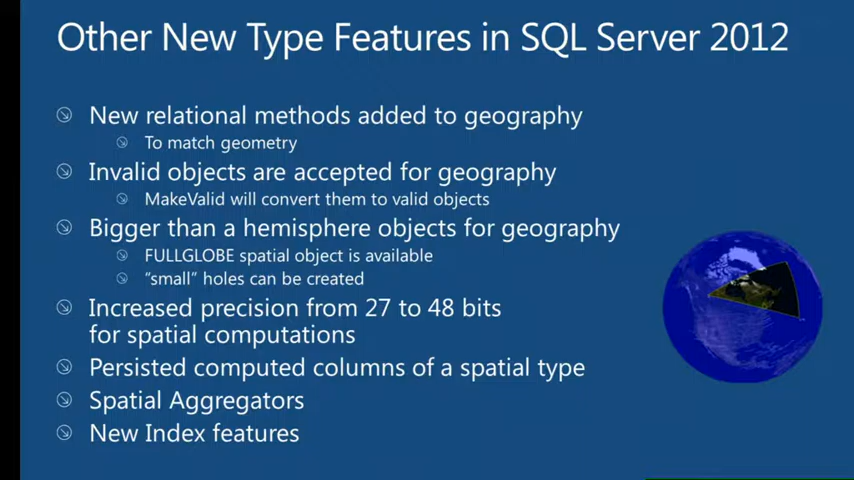 Other New Type Features in SQL Server 2012
New relational methods added to geography
To match geometry
Invalid objects are accepted for geography
MakeValid will convert them to valid objects
Bigger than a hemisphere objects for geography
FULLGLOBE spatial object is available
“small” holes can be created
Increased precision from 27 to 48 bits
for spatial computations
Persisted computed columns of a spatial type
Spatial Aggregators
New Index features